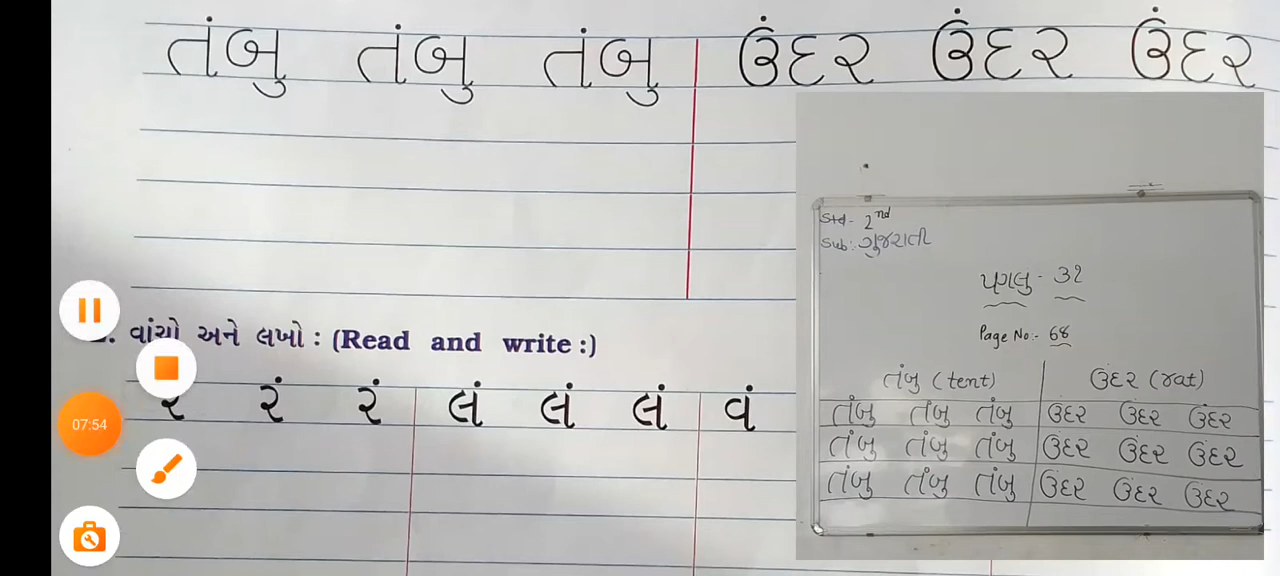 તંબુ તંબુ તંબુ ઉંદર ઉંદર ઉંદર
વાંચો અને લખો : (Read and write :)
રં રં રં લં લં લં વં
07:54
Std- 2nd
Sub: ગુજરાતી
પગલુ - ૩૨
Page No:- 68
તંબુ (tent) ઉંદર (rat)
તંબુ તંબુ તંબુ ઉંદર ઉંદર ઉંદર
તંબુ તંબુ તંબુ ઉંદર ઉંદર ઉંદર
તંબુ તંબુ તંબુ ઉંદર ઉંદર ઉંદર